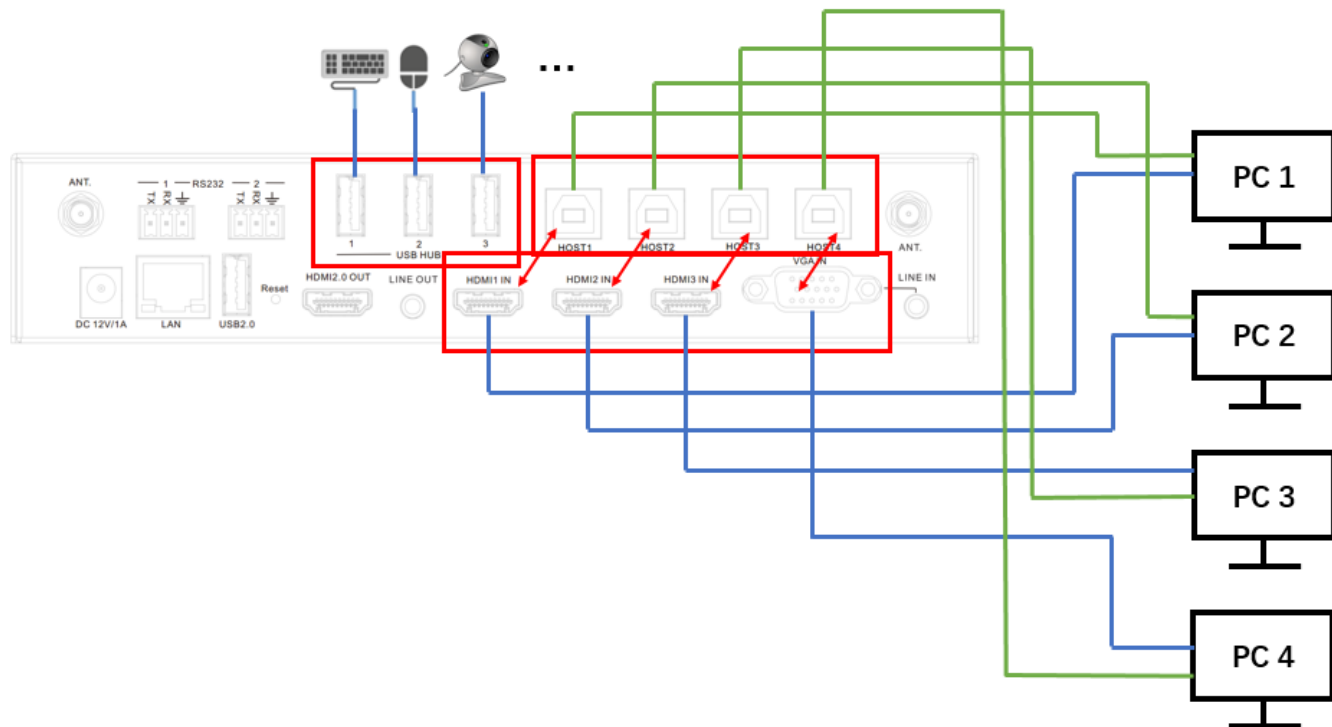 ...
PC 1
ANT.
1 RS232 2
TX RX TX RX
1 2 3
USB HUB
HOST1 HOST2 HOST3 HOST4
ANT.
HDMI2.0 OUT LINE OUT HDMI1 IN HDMI2 IN HDMI3 IN VGA IN LINE IN
Reset
DC 12V/1A LAN USB2.0
PC 2
PC 3
PC 4